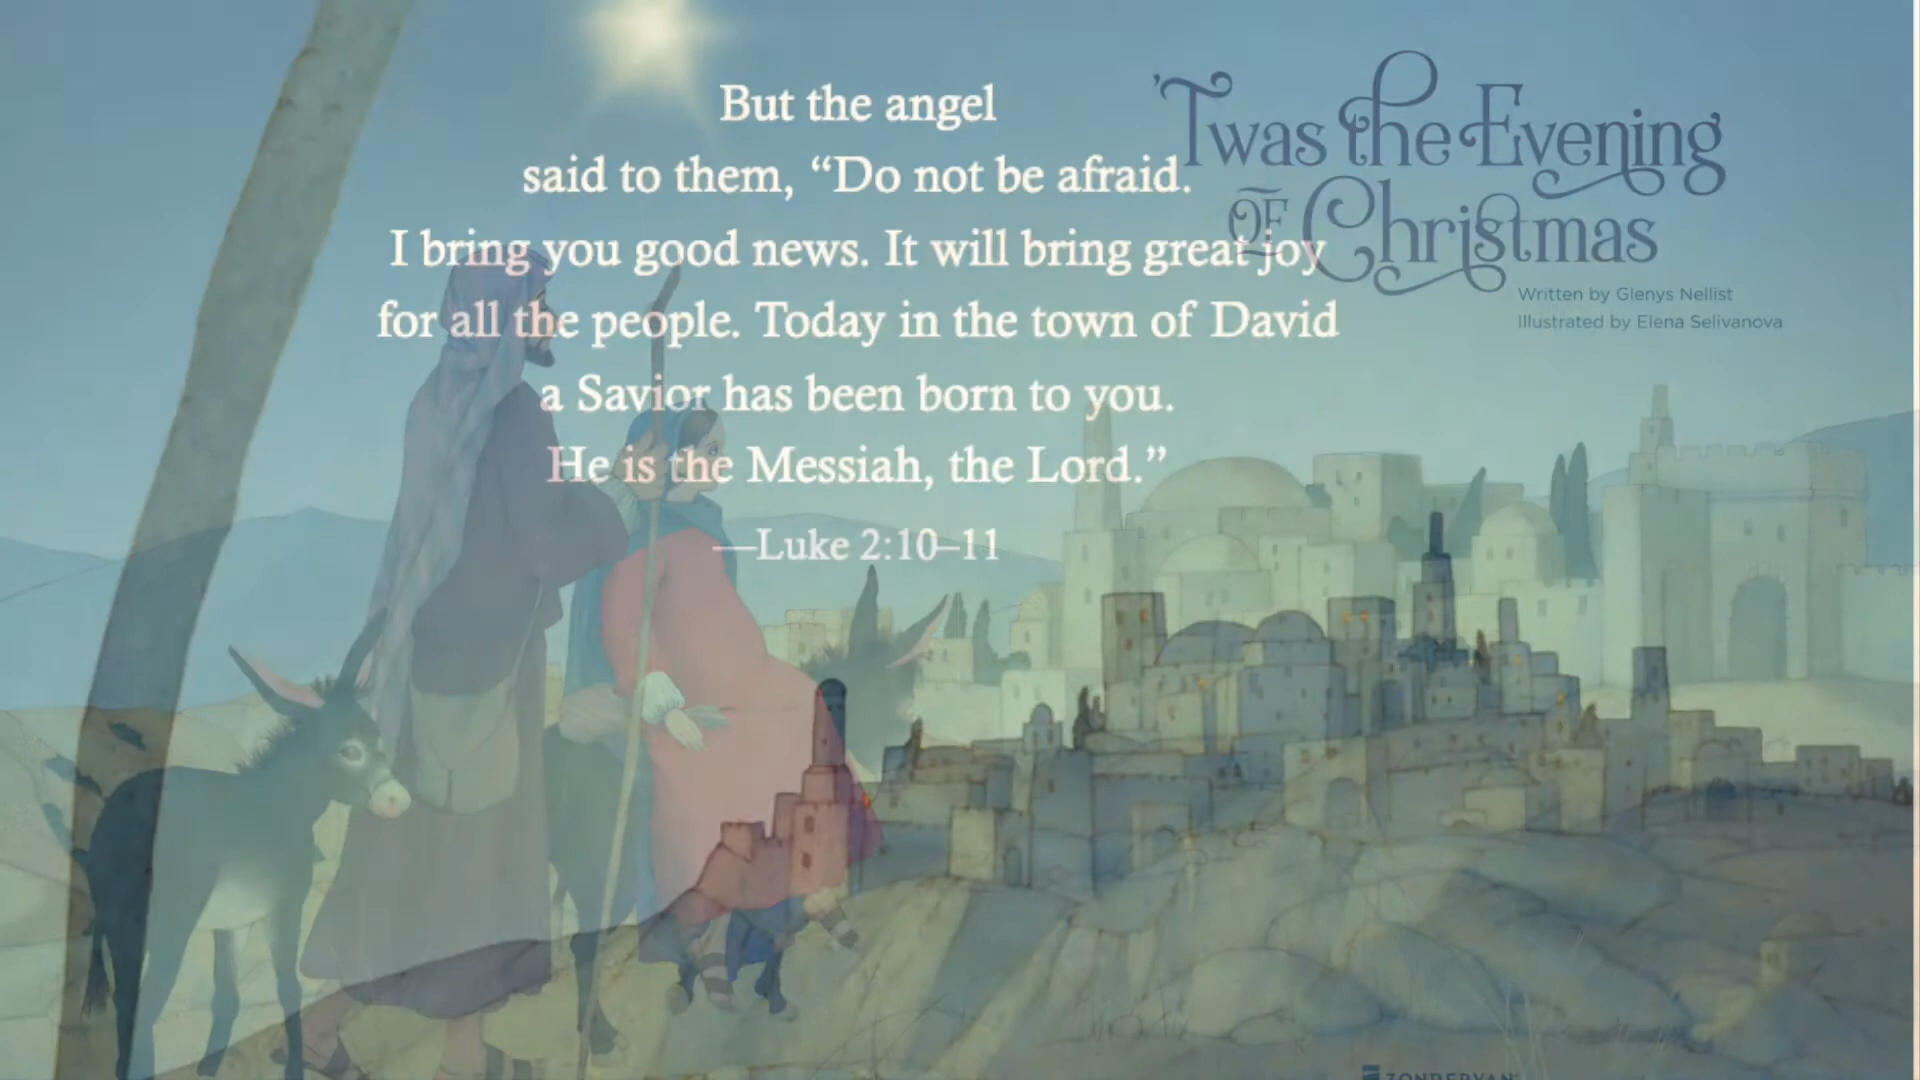 But the angel
said to them, “Do not be afraid.
I bring you good news. It will bring great joy
for all the people. Today in the town of David
a Savior has been born to you.
He is the Messiah, the Lord.”
—Luke 2:10–11
’Twas the Evening
OF Christmas
Written by Glenys Nellist
Illustrated by Elena Selivanova
ZONDERVAN